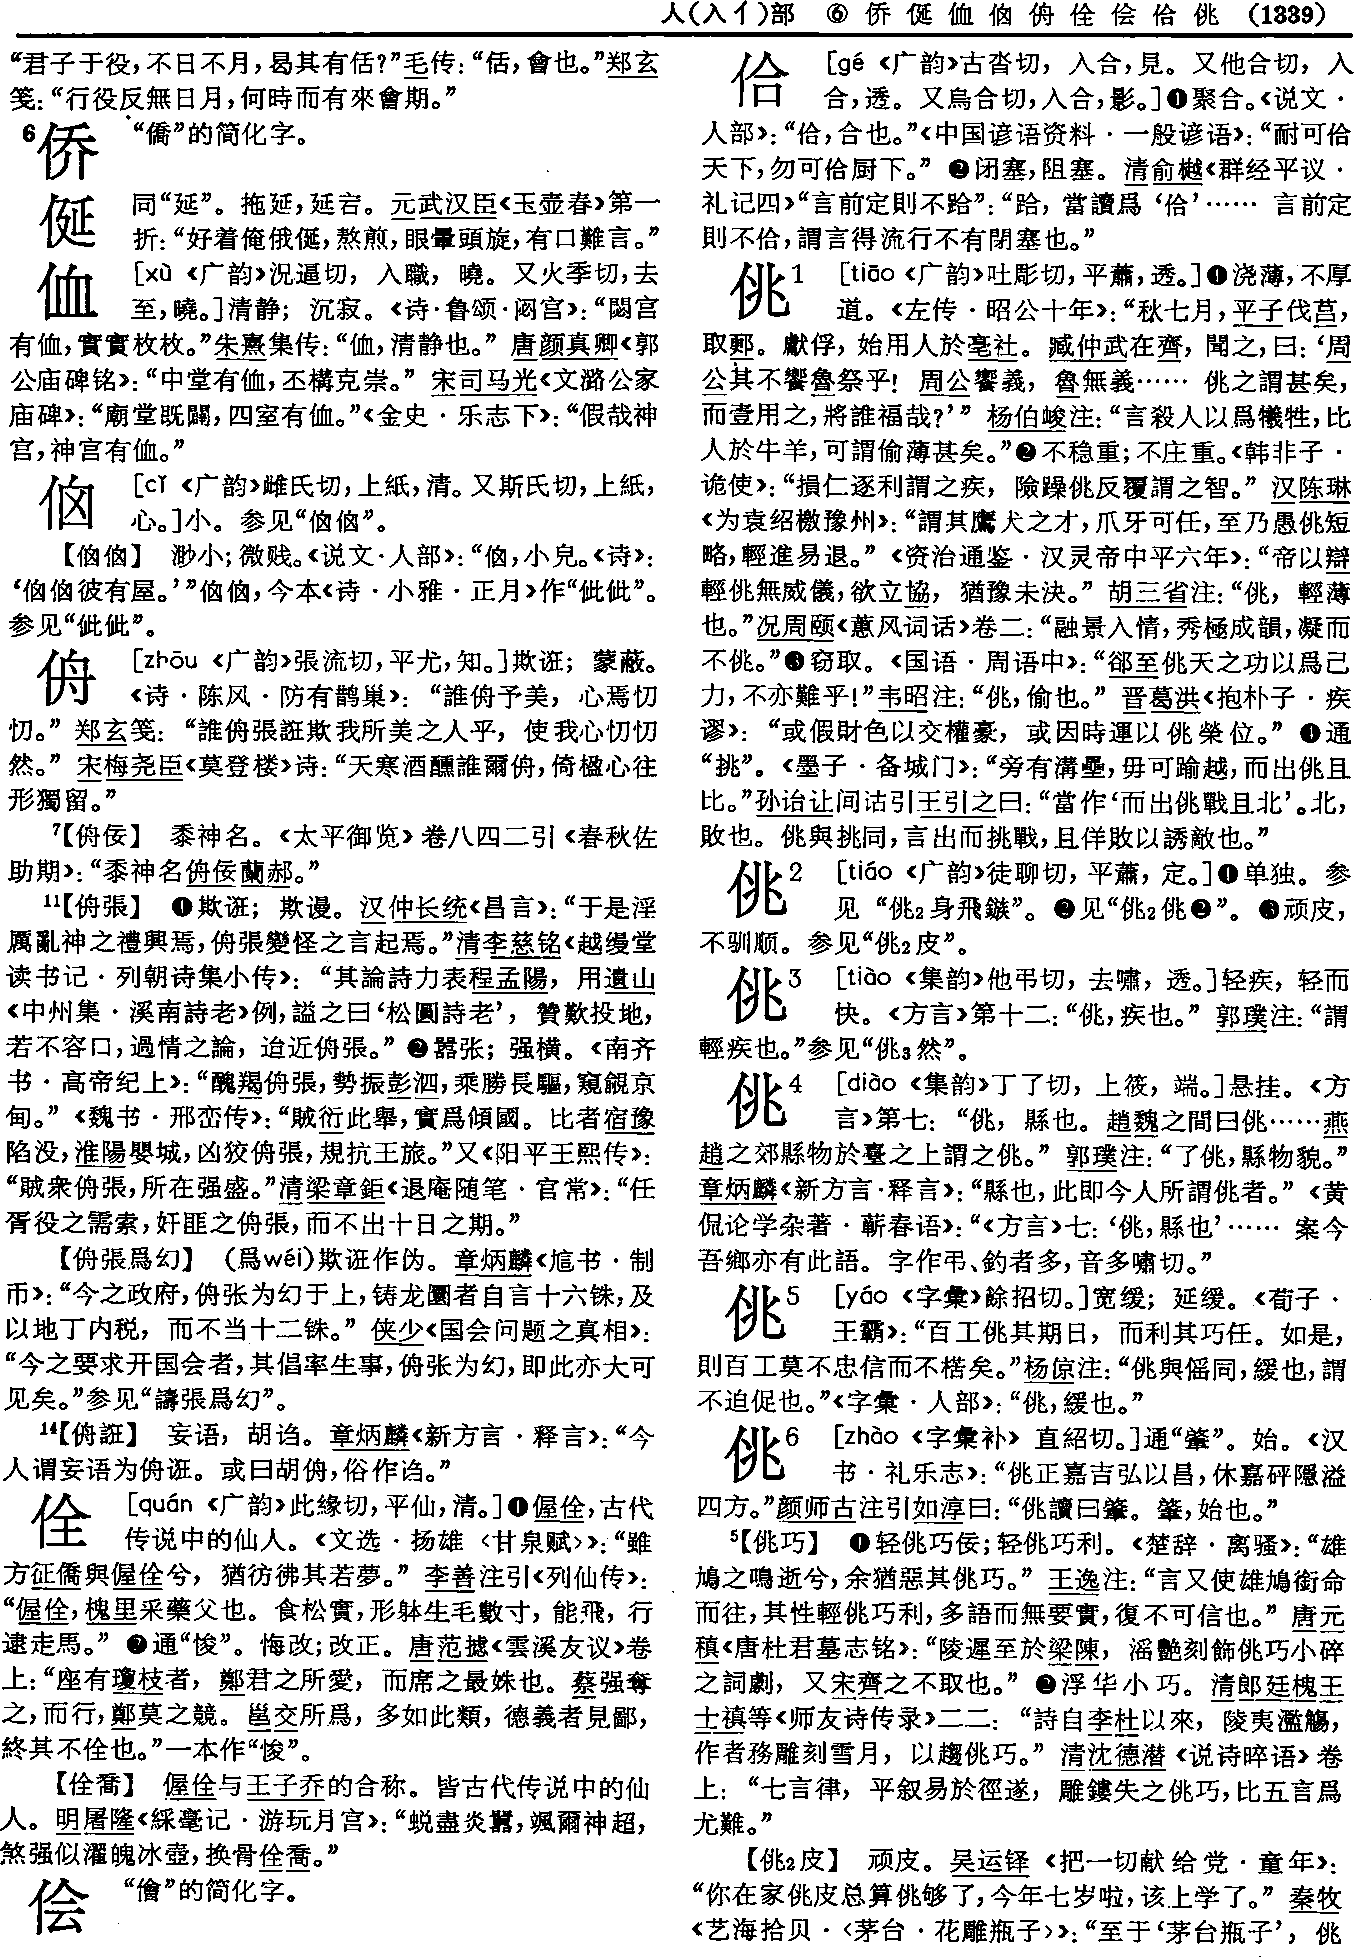 人(入亻)部 ⑥ 侨 侹 侐 㑉 侜 佺 侩 佮 佻 (1339)
“君子于役，不日不月，曷其有佸？”毛传：“佸，會也。”郑玄
笺：“行役反無日月，何時而有來會期。”
6侨 “僑”的简化字。
同“延”。拖延，延宕。元武汉臣《玉壶春》第一
折：“好着俺俄㑌，熬煎，眼暈頭旋，有口難言。”
侐 [xù《广韵》況逼切，入職，曉。又火季切，去
至，曉。]清静；沉寂。《诗·鲁颂·閟宫》：“閟宫
有侐，實實枚枚。”朱熹集传：“侐，清静也。”唐颜真卿《郭
公庙碑铭》：“中堂有侐，丕構克崇。”宋司马光《文潞公家
庙碑》：“廟堂既闢，四室有侐。”《金史·乐志下》：“假哉神
宫，神宫有侐。”
[cǐ《广韵》雌氏切，上紙，清。又斯氏切，上紙，
心。]小。参见“㑉㑉”。
【㑉㑉】 渺小；微贱。《说文·人部》：“㑉，小皃。《诗》：
‘㑉㑉彼有屋。’”㑉㑉，今本《诗·小雅·正月》作“佌佌”。
参见“佌佌”。
侜 [zhōu《广韵》張流切，平尤，知。]欺诳；蒙蔽。
《诗·陈风·防有鹊巢》：“誰侜予美，心焉忉
忉。”郑玄笺：“誰侜張誑欺我所美之人乎，使我心忉忉
然。”宋梅尧臣《莫登楼》诗：“天寒酒醺誰爾侜，倚楹心往
形獨留。”
7【侜佞】 黍神名。《太平御览》卷八四二引《春秋佐
助期》：“黍神名侜佞蘭郝。”
11【侜張】 ❶欺诳；欺谩。汉仲长统《昌言》：“于是淫
厲亂神之禮興焉，侜張變怪之言起焉。”清李慈铭《越缦堂
读书记·列朝诗集小传》：“其論詩力表程孟陽，用遺山
《中州集·溪南詩老》例，謚之曰‘松圓詩老’，贊歎投地，
若不容口，過情之論，迨近侜張。”❷嚣张；强横。《南齐
书·高帝纪上》：“醜羯侜張，勢振彭泗，乘勝長驅，窺覦京
甸。”《魏书·邢峦传》：“賊衍此舉，實爲傾國。比者宿豫
陷没，淮陽嬰城，凶狡侜張，規抗王旅。”又《阳平王熙传》：
“賊衆侜張，所在强盛。”清梁章鉅《退庵随笔·官常》：“任
胥役之需索，奸匪之侜張，而不出十日之期。”
【侜張爲幻】 (爲wéi)欺诳作伪。章炳麟《訄书·制
币》：“今之政府，侜张为幻于上，铸龙圜者自言十六铢，及
以地丁内税，而不当十二铢。”侠少《国会问题之真相》：
“今之要求开国会者，其倡率生事，侜张为幻，即此亦大可
见矣。”参见“譸張爲幻”。
14【侜誑】 妄语，胡诌。章炳麟《新方言·释言》：“今
人谓妄语为侜诳。或曰胡侜，俗作诌。”
佺 [quán《广韵》此緣切，平仙，清。]❶偓佺，古代
传说中的仙人。《文选·扬雄〈甘泉赋〉》：“雖
方征僑與偓佺兮，猶彷彿其若夢。”李善注引《列仙传》：
“偓佺，槐里采藥父也。食松實，形躰生毛數寸，能飛，行
逮走馬。”❷通“悛”。悔改；改正。唐范摅《雲溪友议》卷
上：“座有瓊枝者，鄭君之所愛，而席之最姝也。蔡强奪
之，而行，鄭莫之競。邕交所爲，多如此類，德義者見鄙，
終其不佺也。”一本作“悛”。
【佺喬】 偓佺与王子乔的合称。皆古代传说中的仙
人。明屠隆《綵毫记·游玩月宫》：“蜕盡炎囂，颯爾神超，
煞强似濯魄冰壺，换骨佺喬。”
侩 “儈”的简化字。
佮 [gé《广韵》古沓切，入合，見。又他合切，入
合，透。又烏合切，入合，影。]❶聚合。《说文·
人部》：“佮，合也。”《中国谚语资料·一般谚语》：“耐可佮
天下，勿可佮厨下。”❷闭塞，阻塞。清俞樾《群经平议·
礼记四》“言前定則不跲”：“跲，當讀爲‘佮’……言前定
則不佮，謂言得流行不有閉塞也。”
佻1 [tiāo《广韵》吐彫切，平蕭，透。]❶浇薄，不厚
道。《左传·昭公十年》：“秋七月，平子伐莒，
取郠。獻俘，始用人於亳社。臧仲武在齊，聞之，曰：‘周
公其不饗魯祭乎！周公饗義，魯無義……佻之謂甚矣，
而壹用之，將誰福哉？’”杨伯峻注：“言殺人以爲犧牲，比
人於牛羊，可謂偷薄甚矣。”❷不稳重；不庄重。《韩非子·
诡使》：“損仁逐利謂之疾，險躁佻反覆謂之智。”汉陈琳
《为袁绍檄豫州》：“謂其鷹犬之才，爪牙可任，至乃愚佻短
略，輕進易退。”《资治通鉴·汉灵帝中平六年》：“帝以辯
輕佻無威儀，欲立協，猶豫未決。”胡三省注：“佻，輕薄
也。”况周颐《蕙风词话》卷二：“融景入情，秀極成韻，凝而
不佻。”❸窃取。《国语·周语中》：“郤至佻天之功以爲己
力，不亦難乎！”韦昭注：“佻，偷也。”晋葛洪《抱朴子·疾
谬》：“或假財色以交權豪，或因時運以佻榮位。”❹通
“挑”。《墨子·备城门》：“旁有溝壘，毋可踰越，而出佻且
比。”孙诒让间诂引王引之曰：“當作‘而出佻戰且北’。北，
敗也。佻與挑同，言出而挑戰，且佯敗以誘敵也。”
佻2 [tiáo《广韵》徒聊切，平蕭，定。]❶单独。参
见“佻2身飛鏃”。❷见“佻2佻❷”。❸顽皮，
不驯顺。参见“佻2皮”。
佻3 [tiào《集韵》他弔切，去嘯，透。]轻疾，轻而
快。《方言》第十二：“佻，疾也。”郭璞注：“謂
輕疾也。”参见“佻3然”。
佻4 [diào《集韵》丁了切，上筱，端。]悬挂。《方
言》第七：“佻，縣也。趙魏之間曰佻……燕
趙之郊縣物於臺之上謂之佻。”郭璞注：“了佻，縣物貌。”
章炳麟《新方言·释言》：“縣也，此即今人所謂佻者。”《黄
侃论学杂著·蕲春语》：“《方言》七：‘佻，縣也’……案今
吾鄉亦有此語。字作弔、釣者多，音多嘯切。”
佻5 [yáo《字彙》餘招切。]宽缓；延缓。《荀子·
王霸》：“百工佻其期日，而利其巧任。如是，
則百工莫不忠信而不楛矣。”杨倞注：“佻與傜同，緩也，謂
不迫促也。”《字彙·人部》：“佻，緩也。”
佻6 [zhào《字彙补》直紹切。]通“肇”。始。《汉
书·礼乐志》：“佻正嘉吉弘以昌，休嘉砰隱溢
四方。”颜师古注引如淳曰：“佻讀曰肇。肇，始也。”
5【佻巧】 ❶轻佻巧佞；轻佻巧利。《楚辞·离骚》：“雄
鳩之鳴逝兮，余猶惡其佻巧。”王逸注：“言又使雄鳩銜命
而往，其性輕佻巧利，多語而無要實，復不可信也。”唐元
稹《唐杜君墓志铭》：“陵遲至於梁陳，淫艷刻飾佻巧小碎
之詞劇，又宋齊之不取也。”❷浮华小巧。清郎廷槐王
士禛等《师友诗传录》二二：“詩自李杜以來，陵夷濫觴，
作者務雕刻雪月，以趨佻巧。”清沈德潜《说诗晬语》卷
上：“七言律，平叙易於徑遂，雕鏤失之佻巧，比五言爲
尤難。”
【佻2皮】 顽皮。吴运铎《把一切献给党·童年》：
“你在家佻皮总算佻够了，今年七岁啦，该上学了。”秦牧
《艺海拾贝·〈茅台·花雕瓶子〉》：“至于‘茅台瓶子’，佻